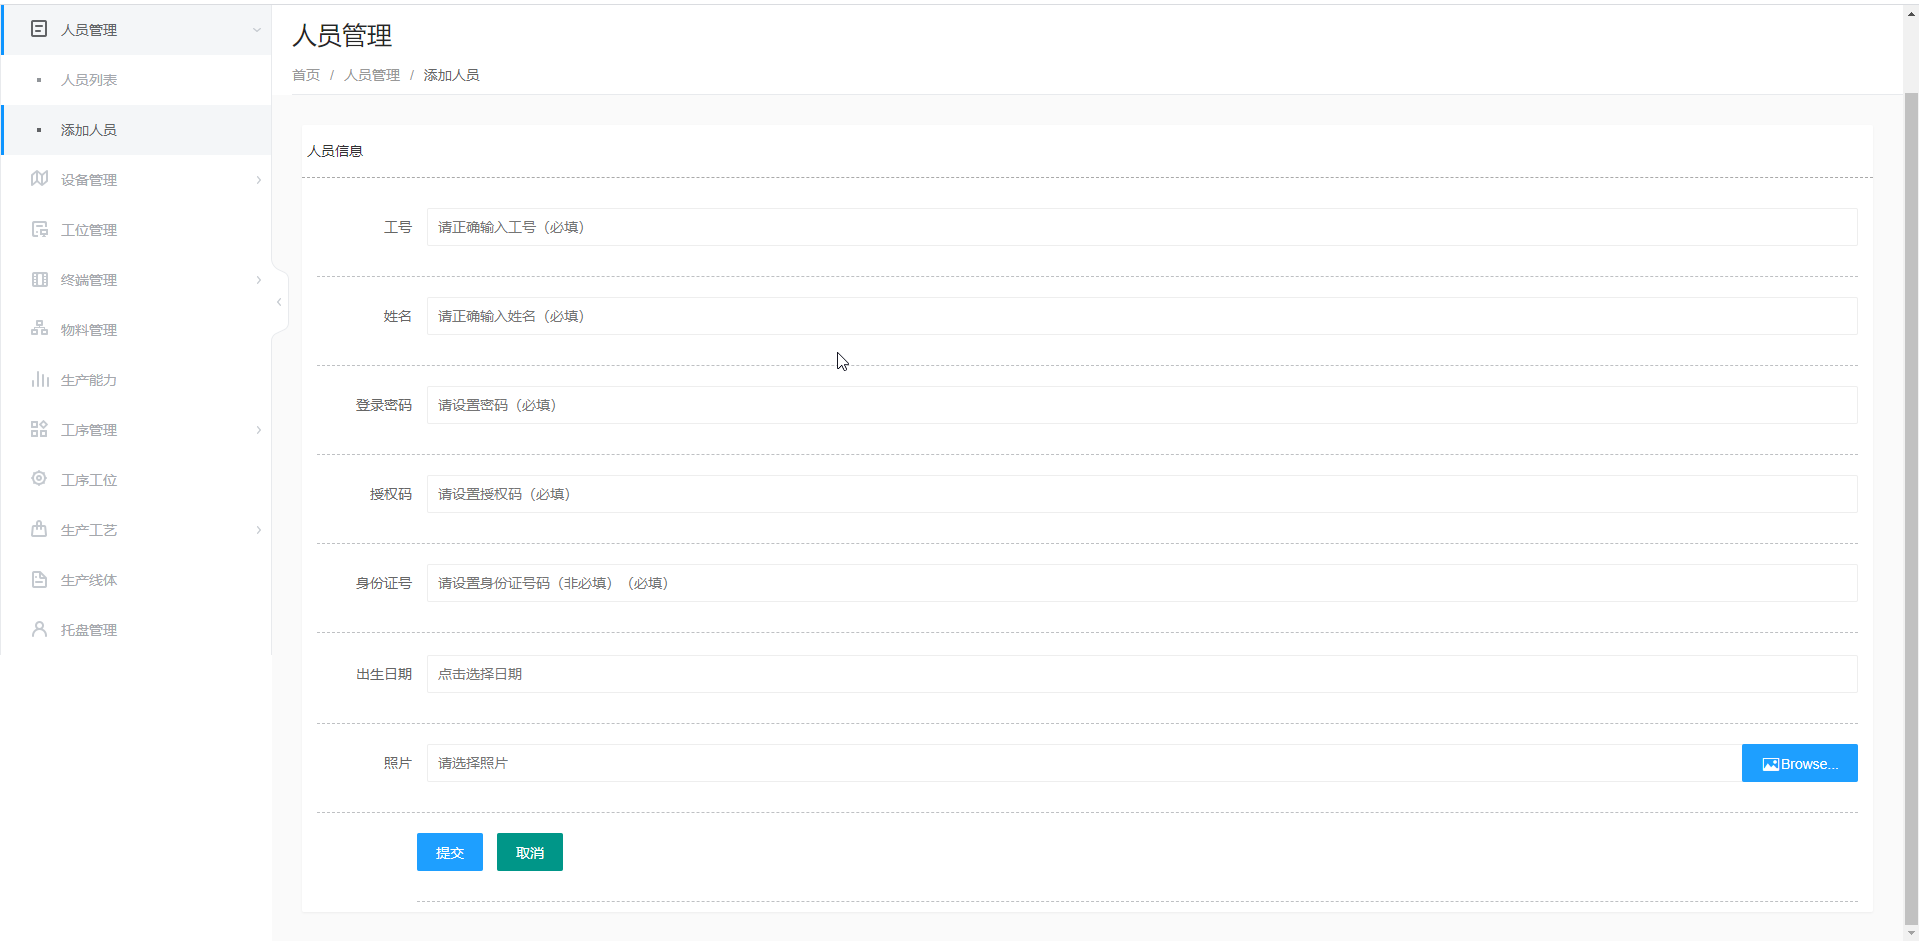 人员管理
人员列表
添加人员
设备管理
工位管理
终端管理
物料管理
生产能力
工序管理
工序工位
生产工艺
生产线体
托盘管理
人员管理
首页 / 人员管理 / 添加人员
人员信息
工号 请正确输入工号（必填）
姓名 请正确输入姓名（必填）
登录密码 请设置密码（必填）
授权码 请设置授权码（必填）
身份证号 请设置身份证号码（非必填）（必填）
出生日期 点击选择日期
照片 请选择照片 Browse...
提交 取消